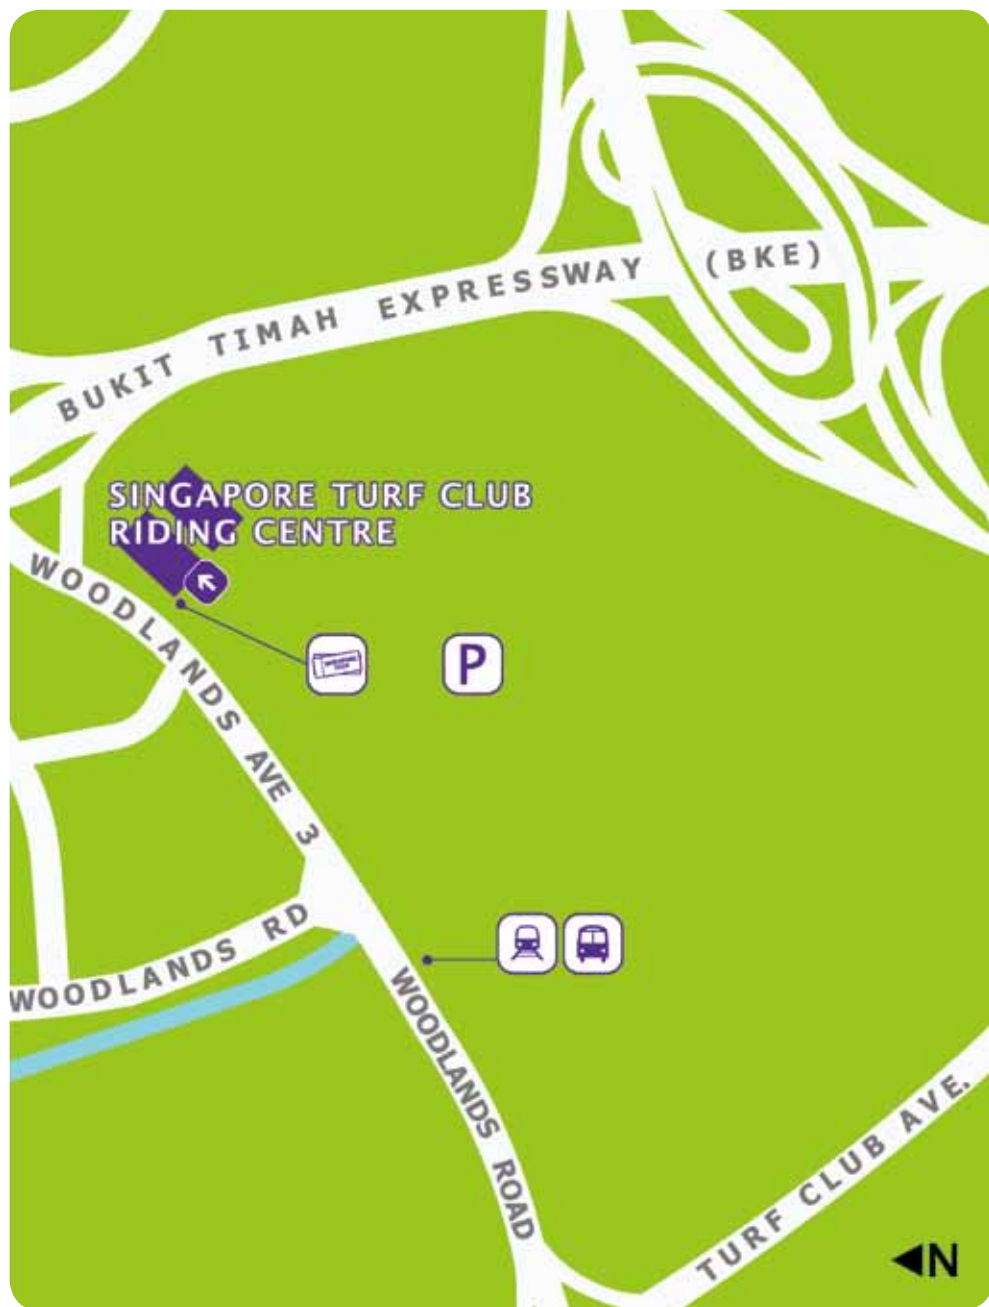 BUKIT TIMAH EXPRESSWAY (BKE)
SINGAPORE TURF CLUB
RIDING CENTRE
WOODLANDS AVE 3
P
WOODLANDS RD
WOODLANDS ROAD
TURF CLUB AVE.
N